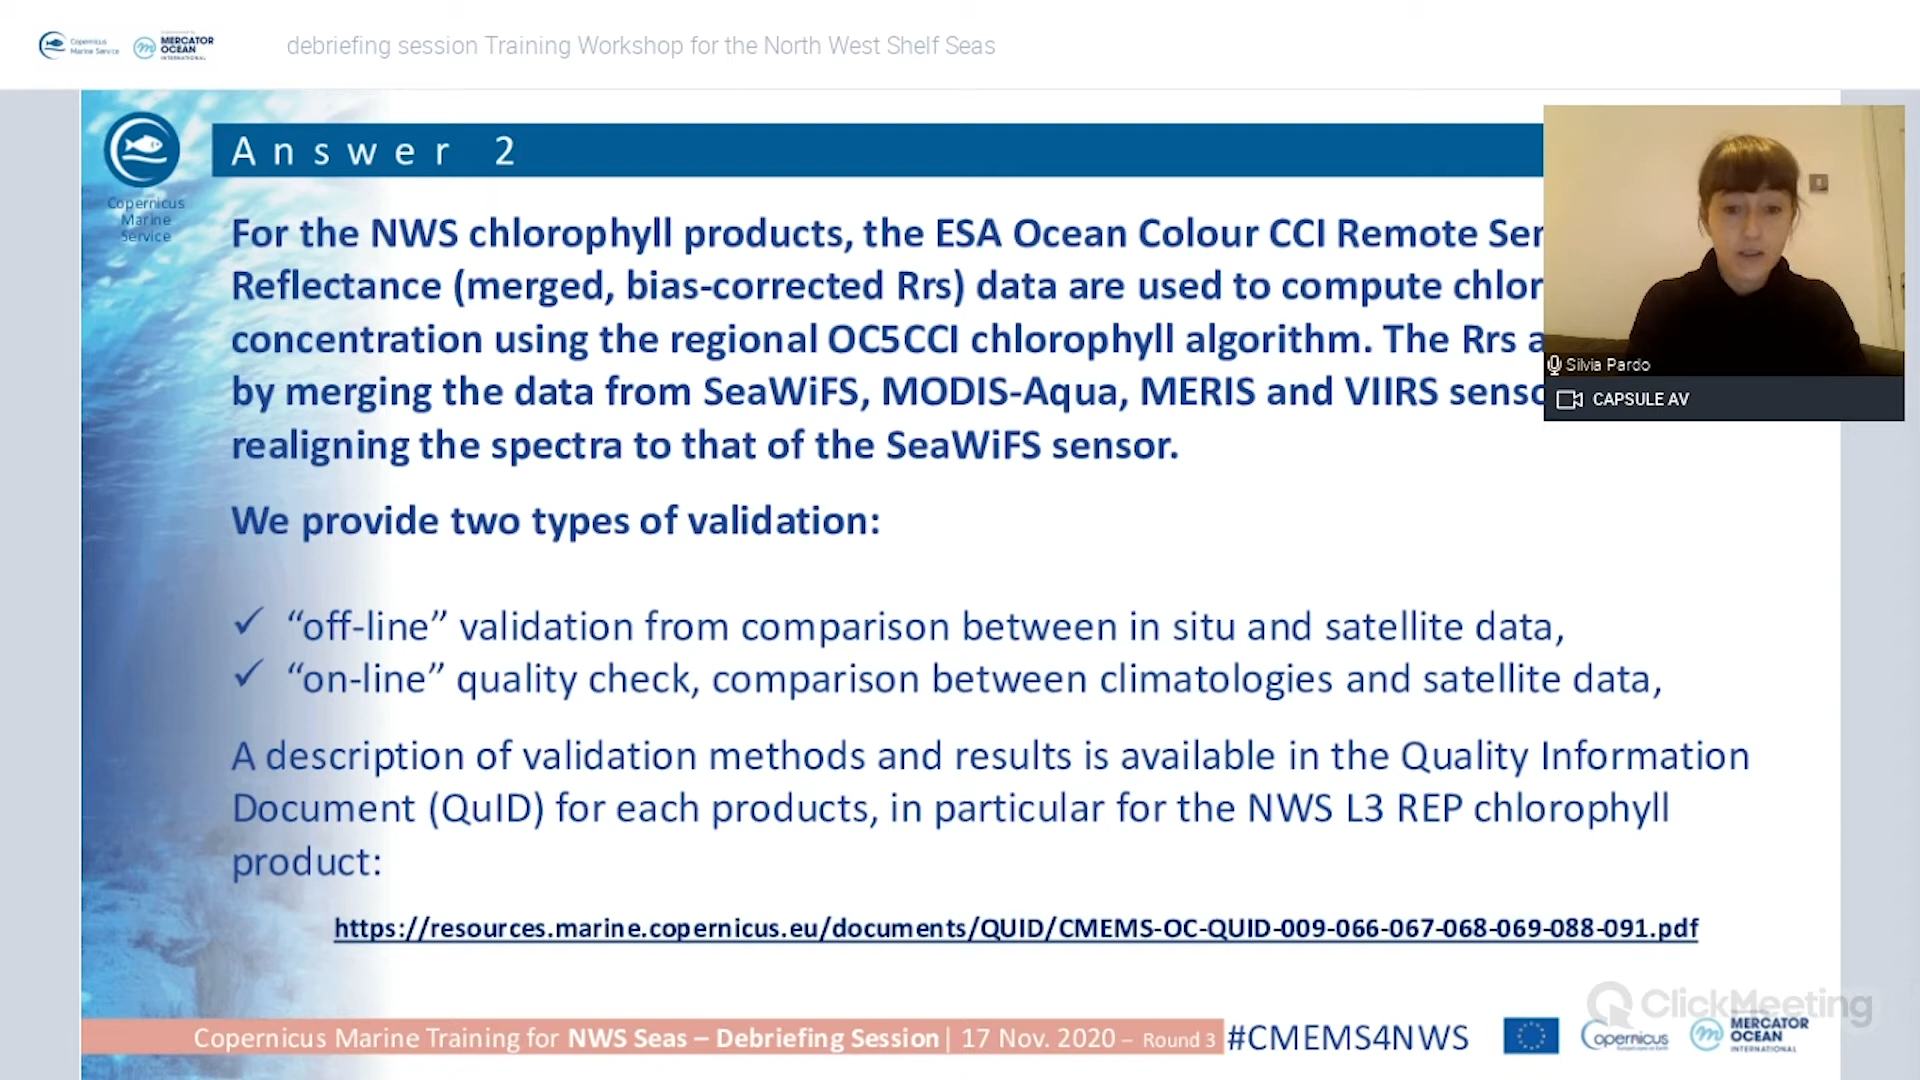 Copernicus
Marine Service
MERCATOR
OCEAN
INTERNATIONAL
debriefing session Training Workshop for the North West Shelf Seas
Copernicus
Marine
Service
Answer 2
For the NWS chlorophyll products, the ESA Ocean Colour CCI Remote Ser
Reflectance (merged, bias-corrected Rrs) data are used to compute chlor
concentration using the regional OC5CCI chlorophyll algorithm. The Rrs a
by merging the data from SeaWiFS, MODIS-Aqua, MERIS and VIIRS senso
realigning the spectra to that of the SeaWiFS sensor.
Silvia Pardo
CAPSULE AV
We provide two types of validation:
✓ “off-line” validation from comparison between in situ and satellite data,
✓ “on-line” quality check, comparison between climatologies and satellite data,
A description of validation methods and results is available in the Quality Information
Document (QuID) for each products, in particular for the NWS L3 REP chlorophyll
product:
https://resources.marine.copernicus.eu/documents/QUID/CMEMS-OC-QUID-009-066-067-068-069-088-091.pdf
ClickMeeting
Copernicus Marine Training for NWS Seas – Debriefing Session | 17 Nov. 2020 – Round 3
#CMEMS4NWS
Copernicus
MERCATOR
OCEAN
INTERNATIONAL